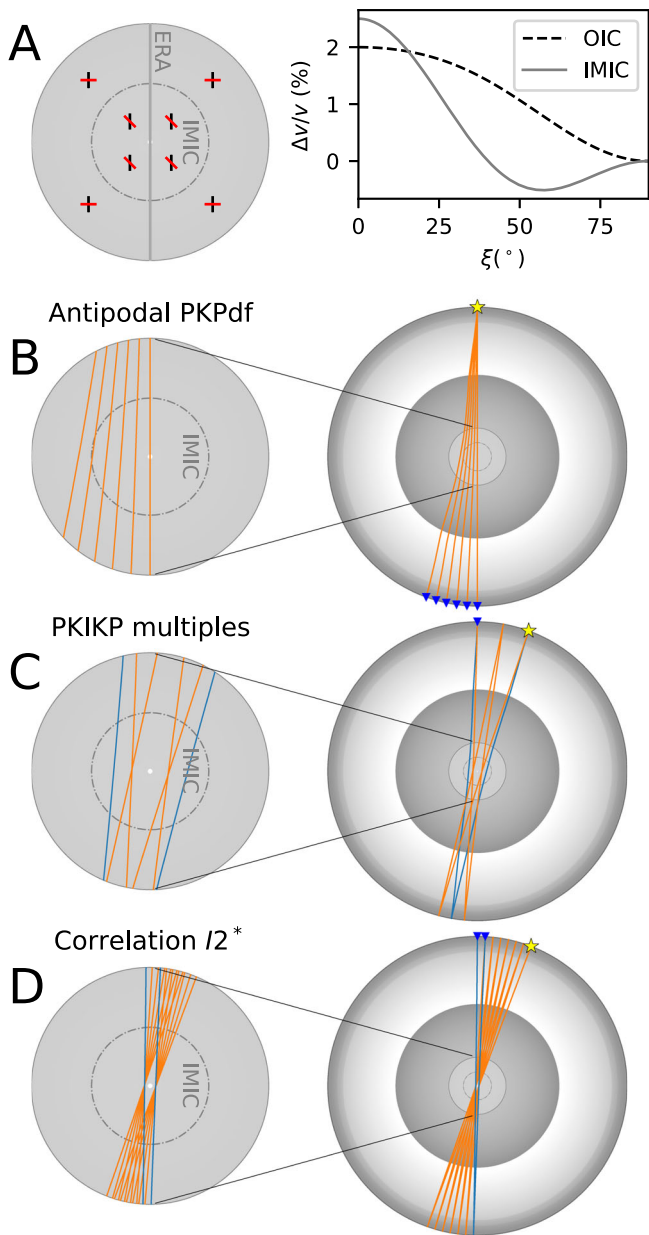 A
ERA
IMIC
Δv/v (%)
2
1
0
OIC
IMIC
0
25
50
75
ξ(°)
Antipodal PKPdf
B
IMIC
PKIKP multiples
C
IMIC
Correlation I2*
D
IMIC